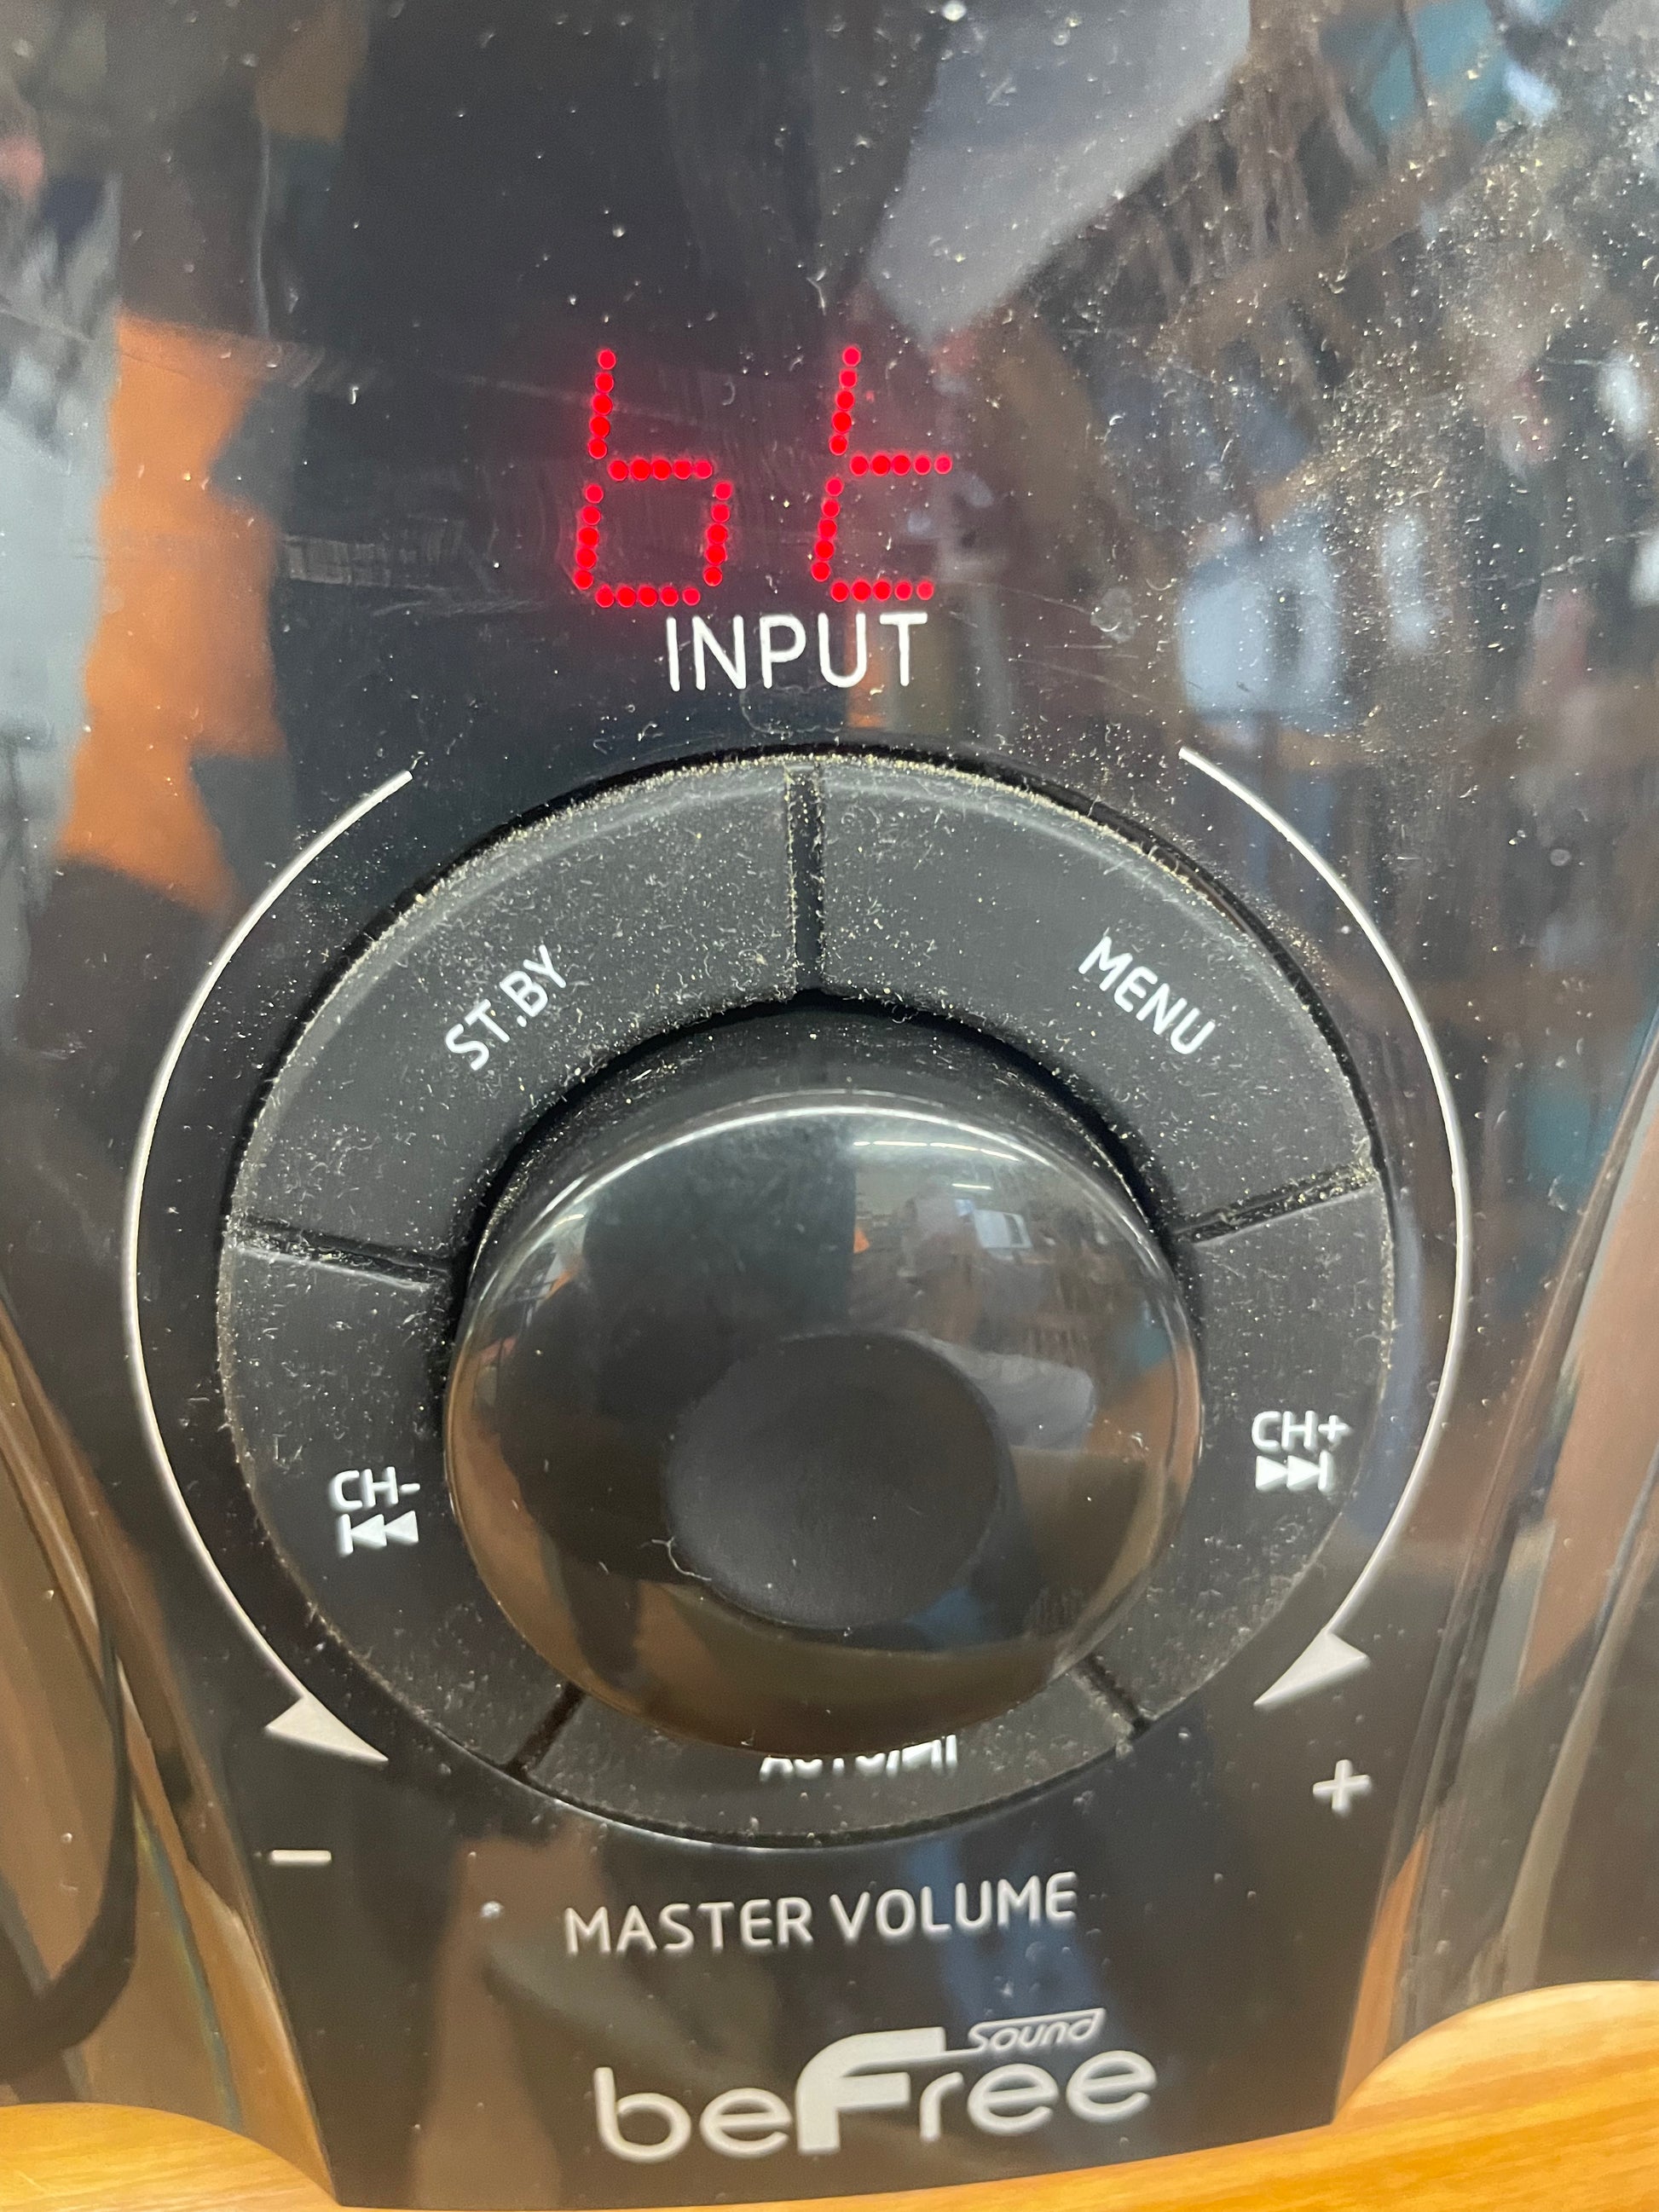 bt
INPUT
ST.BY
MENU
CH-
CH+
MASTER VOLUME
Sound
beFree